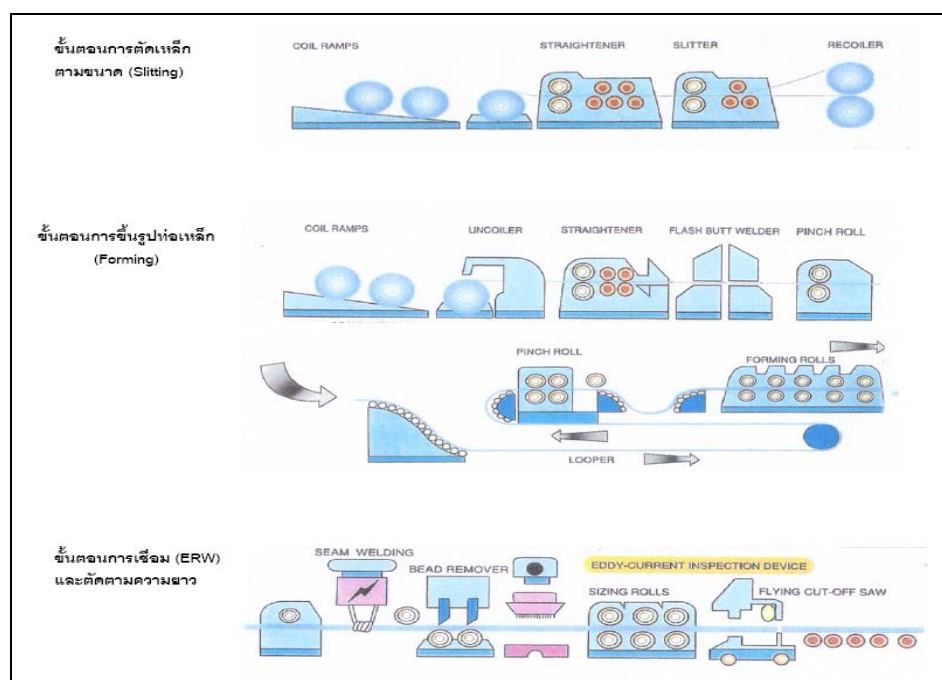 ขั้นตอนการตัดเหล็ก
ตามขนาด (Slitting)
COIL RAMPS
STRAIGHTENER
SLITTER
RECOILER
ขั้นตอนการขึ้นรูปท่อเหล็ก
(Forming)
COIL RAMPS
UNCOILER
STRAIGHTENER
FLASH BUTT WELDER
PINCH ROLL
PINCH ROLL
FORMING ROLLS
LOOPER
ขั้นตอนการเชื่อม (ERW)
และตัดตามความยาว
SEAM WELDING
BEAD REMOVER
EDDY-CURRENT INSPECTION DEVICE
SIZING ROLLS
FLYING CUT-OFF SAW